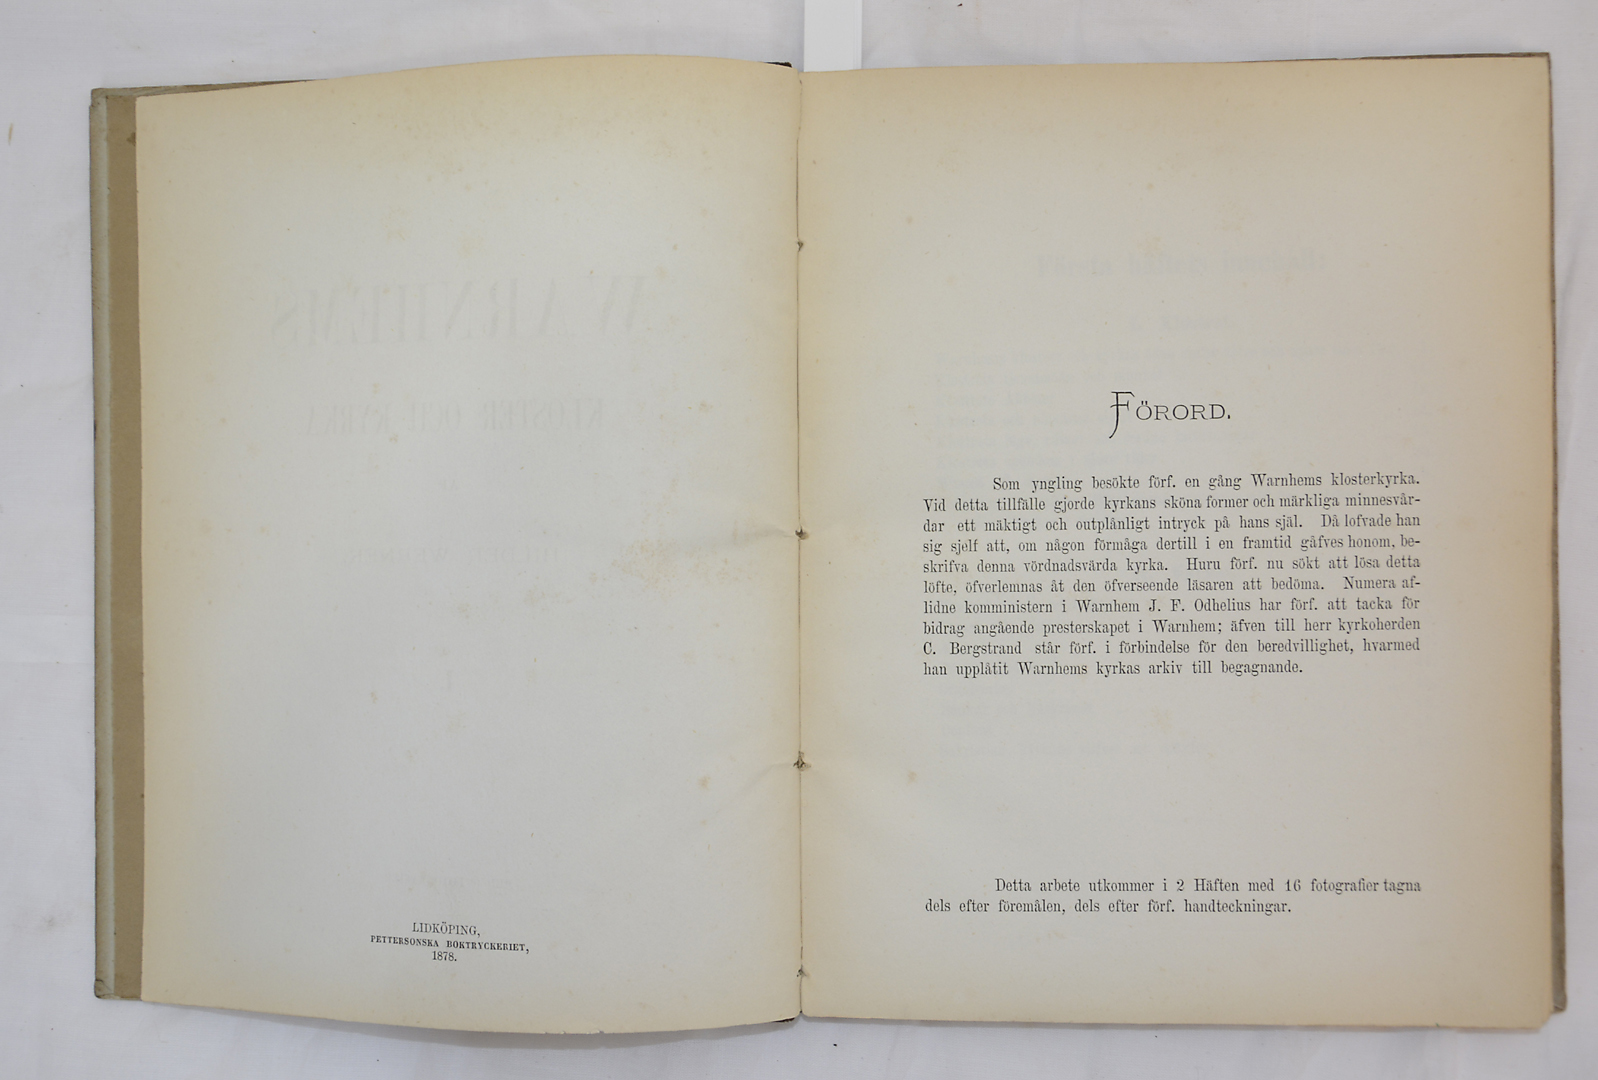 LIDKÖPING,
PETTERSONSKA BOKTRYCKERIET,
1878.
FÖRORD.
Som yngling besökte förf. en gång Warnhems klosterkyrka.
Vid detta tillfälle gjorde kyrkans sköna former och märkliga minnesvår-
dar ett mäktigt och outplånligt intryck på hans själ. Då lofvade han
sig sjelf att, om någon förmåga dertill i en framtid gåfves honom, be-
skrifva denna vördnadsvärda kyrka. Huru förf. nu sökt att lösa detta
löfte, öfverlemnas åt den öfverseende läsaren att bedöma. Numera af-
lidne komministern i Warnhem J. F. Odhelius har förf. att tacka för
bidrag angående presterskapet i Warnhem; äfven till herr kyrkoherden
C. Bergstrand står förf. i förbindelse för den beredvillighet, hvarmed
han upplåtit Warnhems kyrkas arkiv till begagnande.
Detta arbete utkommer i 2 Häften med 16 fotografier tagna
dels efter föremålen, dels efter förf. handteckningar.